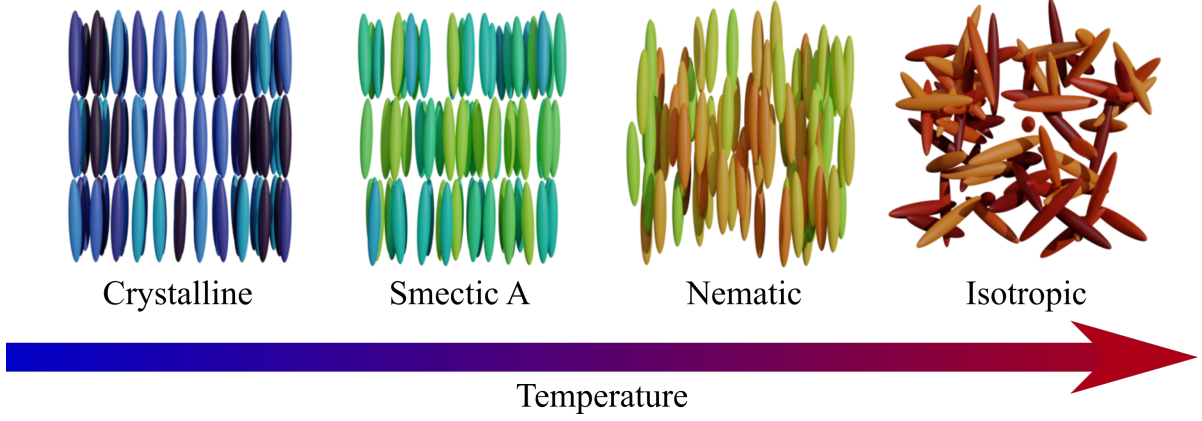 Crystalline
Smectic A
Nematic
Isotropic
Temperature